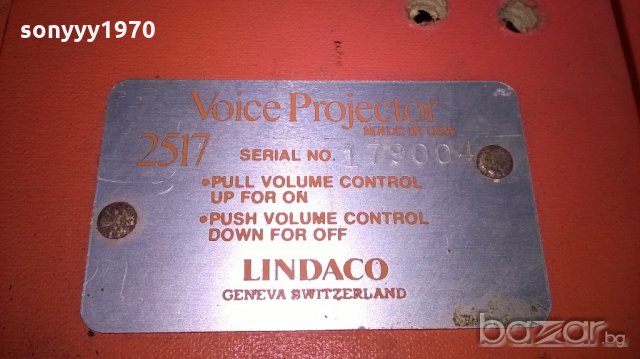 sonyyy1970
Voice Projector
MADE IN USA
2517 SERIAL NO. 179004
•PULL VOLUME CONTROL
UP FOR ON
•PUSH VOLUME CONTROL
DOWN FOR OFF
LINDACO
GENEVA SWITZERLAND
bazar.bg